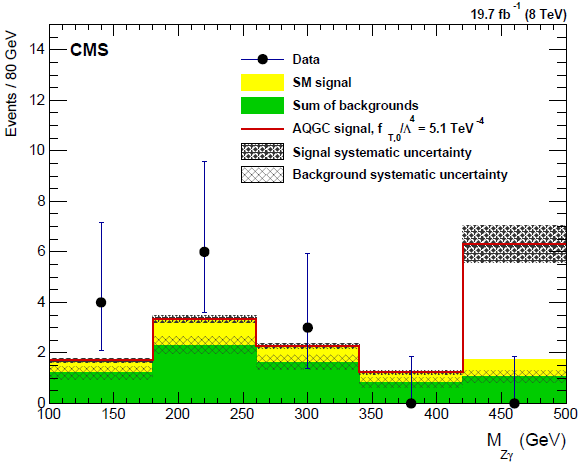 19.7 fb⁻¹ (8 TeV)
CMS
Events / 80 GeV
14
12
10
8
6
4
2
0
Data
SM signal
Sum of backgrounds
AQGC signal, f_T,0/Λ⁴ = 5.1 TeV⁻⁴
Signal systematic uncertainty
Background systematic uncertainty
100 150 200 250 300 350 400 450 500
M_Zγ (GeV)